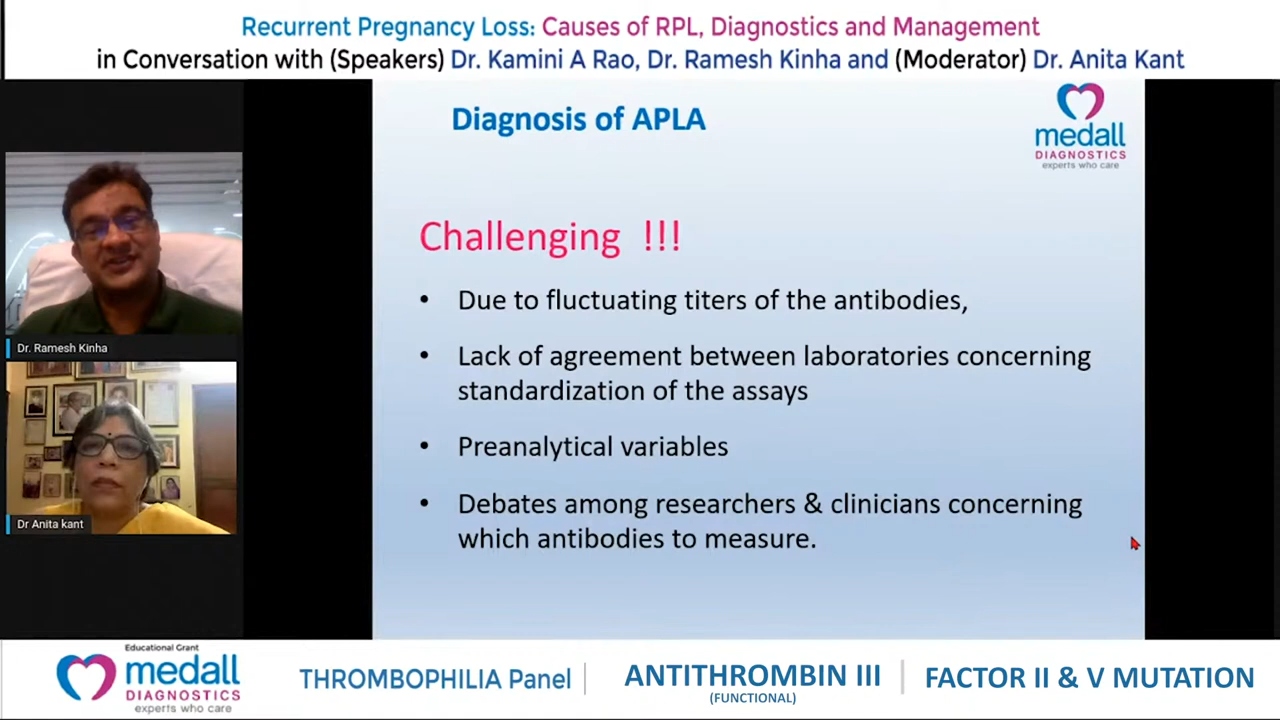 Recurrent Pregnancy Loss: Causes of RPL, Diagnostics and Management
in Conversation with (Speakers) Dr. Kamini A Rao, Dr. Ramesh Kinha and (Moderator) Dr. Anita Kant
Diagnosis of APLA
medall
DIAGNOSTICS
experts who care
Challenging !!!
• Due to fluctuating titers of the antibodies,
• Lack of agreement between laboratories concerning
standardization of the assays
• Preanalytical variables
• Debates among researchers & clinicians concerning
which antibodies to measure.
Dr. Ramesh Kinha
Dr Anita kant
Educational Grant
medall
DIAGNOSTICS
experts who care
THROMBOPHILIA Panel
ANTITHROMBIN III
(FUNCTIONAL)
FACTOR II & V MUTATION